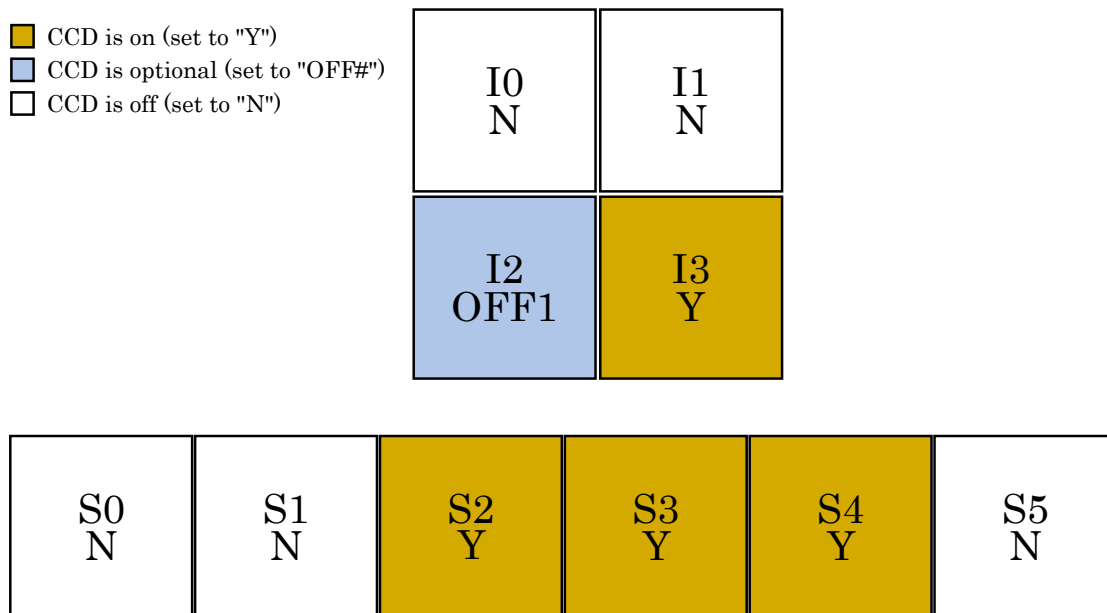 CCD is on (set to "Y")
CCD is optional (set to "OFF#")
CCD is off (set to "N")
I0
N
I1
N
I2
OFF1
I3
Y
S0
N
S1
N
S2
Y
S3
Y
S4
Y
S5
N